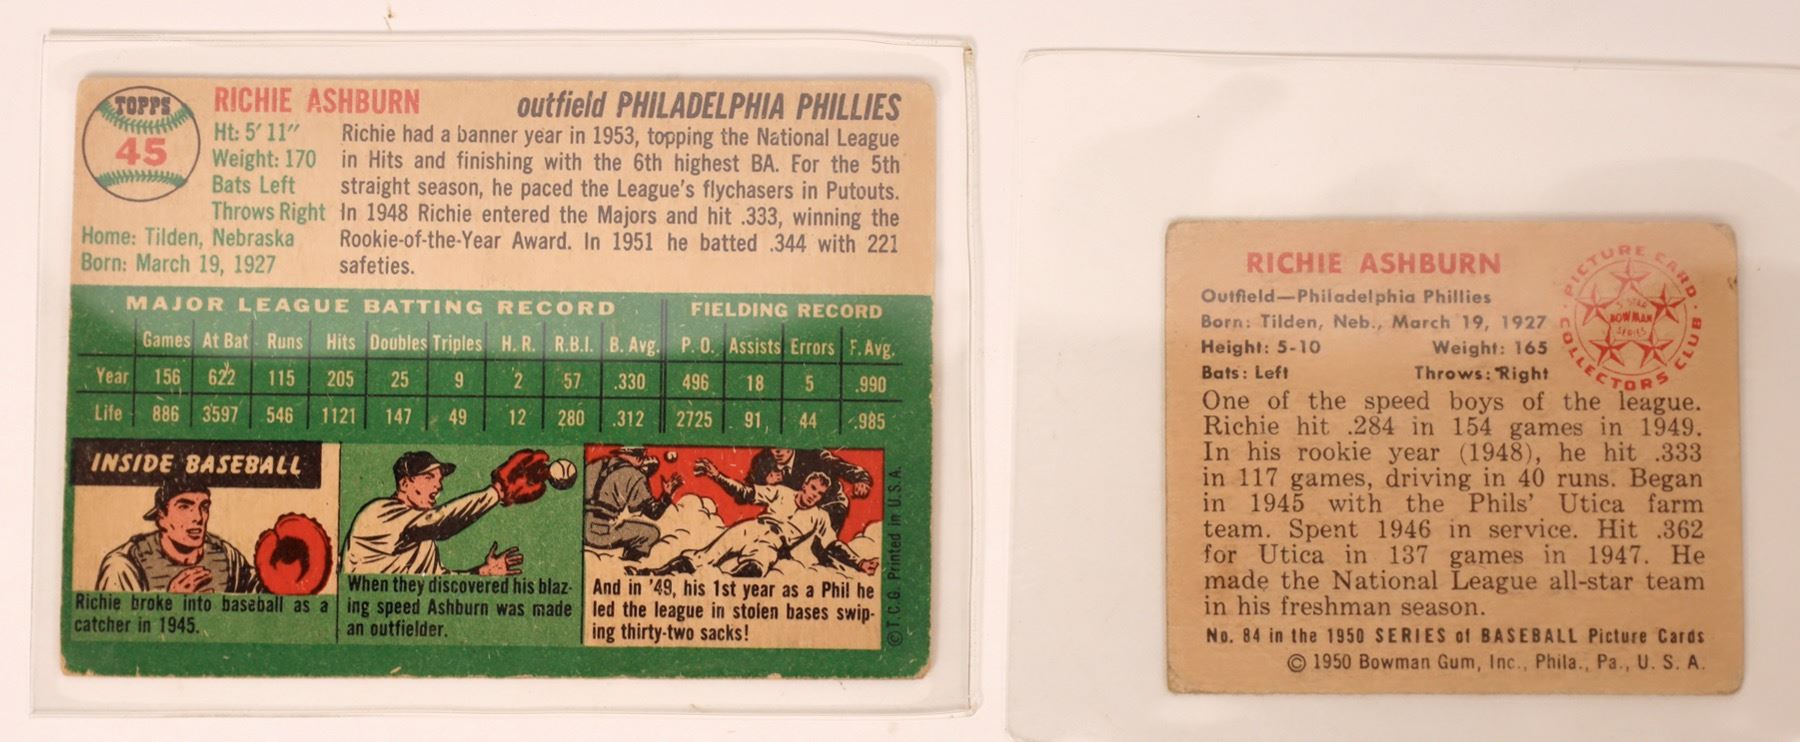 TOPPS
45
RICHIE ASHBURN
outfield PHILADELPHIA PHILLIES
Ht: 5' 11"
Weight: 170
Bats Left
Throws Right
Home: Tilden, Nebraska
Born: March 19, 1927
Richie had a banner year in 1953, topping the National League
in Hits and finishing with the 6th highest BA. For the 5th
straight season, he paced the League's flychasers in Putouts.
In 1948 Richie entered the Majors and hit .333, winning the
Rookie-of-the-Year Award. In 1951 he batted .344 with 221
safeties.
MAJOR LEAGUE BATTING RECORD FIELDING RECORD
Games At Bat Runs Hits Doubles Triples H. R. R.B.I. B. Avg. P. O. Assists Errors F. Avg.
Year 156 622 115 205 25 9 2 57 .330 496 18 5 .990
Life 886 3597 546 1121 147 49 12 280 .312 2725 91 44 .985
INSIDE BASEBALL
Richie broke into baseball as a
catcher in 1945.
When they discovered his blaz-
ing speed Ashburn was made
an outfielder.
And in '49, his 1st year as a Phil he
led the league in stolen bases swip-
ing thirty-two sacks!
© T.C.G. Printed in U.S.A.
RICHIE ASHBURN
Outfield—Philadelphia Phillies
Born: Tilden, Neb., March 19, 1927
Height: 5-10 Weight: 165
Bats: Left Throws: Right
PICTURE CARD
COLLECTORS CLUB
5 STAR
BOWMAN
SERIES
One of the speed boys of the league.
Richie hit .284 in 154 games in 1949.
In his rookie year (1948), he hit .333
in 117 games, driving in 40 runs. Began
in 1945 with the Phils' Utica farm
team. Spent 1946 in service. Hit .362
for Utica in 137 games in 1947. He
made the National League all-star team
in his freshman season.
No. 84 in the 1950 SERIES of BASEBALL Picture Cards
© 1950 Bowman Gum, Inc., Phila., Pa., U. S. A.